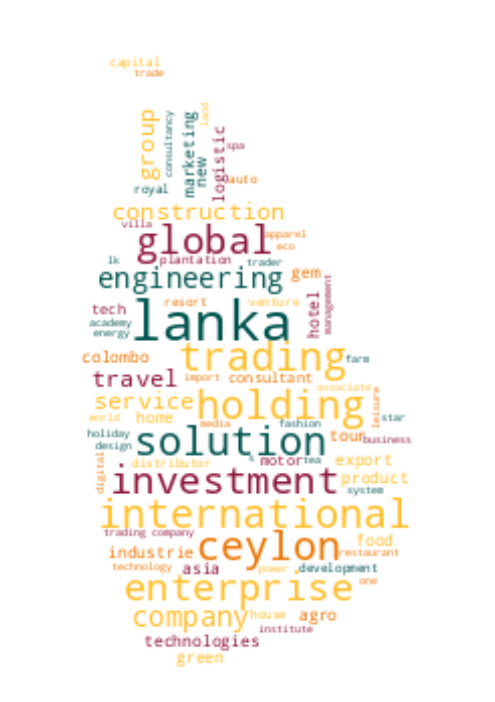 capital
trade
group
consultancy
marketing
new
land
logistic
spa
auto
royal
construction
villa
global
apparel
eco
lk
plantation
trader
engineering
gem
management
hotel
tech
resort
venture
lanka
academy
energy
colombo
trading
farm
travel
import
consultant
associate
leisure
service
holding
world
home
media
fashion
star
holiday
design
solution
tour
business
digital
distributor
s
motor
tea
export
investment
product
system
international
trading company
ceylon
food
industrie
restaurant
technology
asia
power
development
one
enterprise
company
house
agro
institute
technologies
green